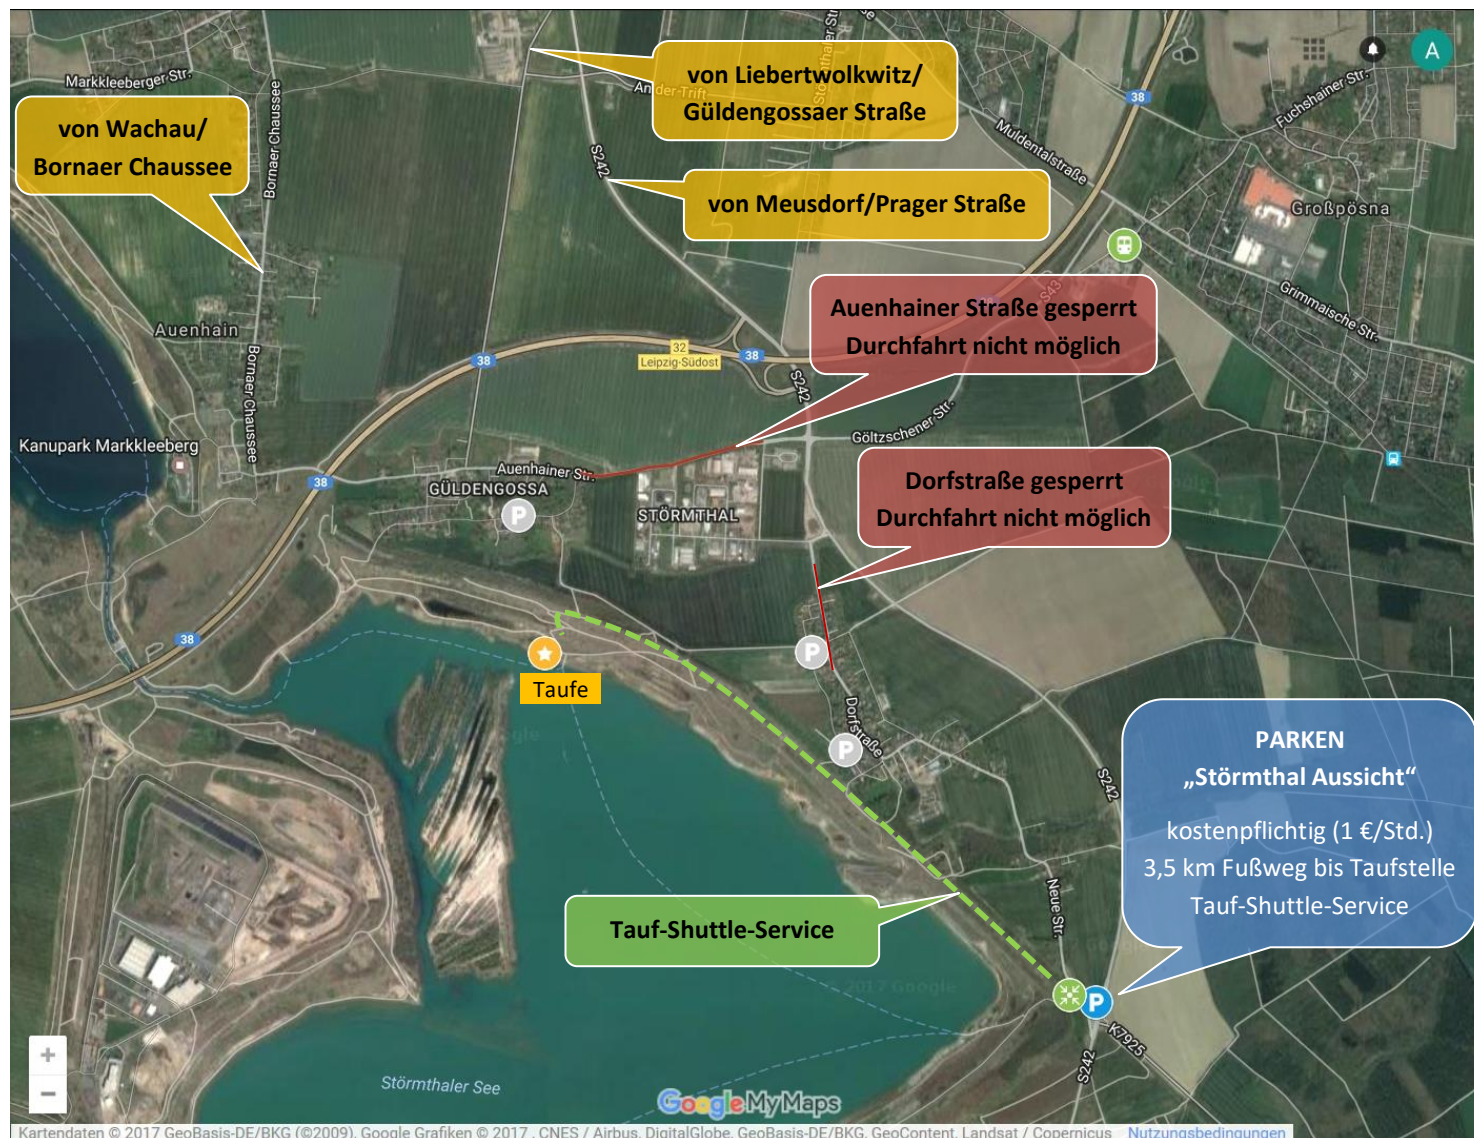 Markkleeberger Str.
von Wachau/
Bornaer Chaussee
Bornaer Chaussee
von Liebertwolkwitz/
Güldengossaer Straße
An der Trift
38
A
Fuchshainer Str.
Muldentalstraße
S242
von Meusdorf/Prager Straße
Großpösna
S43
Grimmaische Str.
Auenhainer Straße gesperrt
Durchfahrt nicht möglich
Auenhain
Bornaer Chaussee
38
32
Leipzig-Südost
38
S242
Göltzschener Str.
Kanupark Markkleeberg
38
Auenhainer Str.
GÜLDENGOSSA
P
STÖRMTHAL
Dorfstraße gesperrt
Durchfahrt nicht möglich
38
Taufe
P
Dorfstraße
P
S242
PARKEN
„Störmthal Aussicht“
kostenpflichtig (1 €/Std.)
3,5 km Fußweg bis Taufstelle
Tauf-Shuttle-Service
Neue Str.
Tauf-Shuttle-Service
P
K7925
S242
+
−
Störmthaler See
Google My Maps
Kartendaten © 2017 GeoBasis-DE/BKG (©2009), Google Grafiken © 2017 , CNES / Airbus, DigitalGlobe, GeoBasis-DE/BKG, GeoContent, Landsat / Copernicus Nutzungsbedingungen